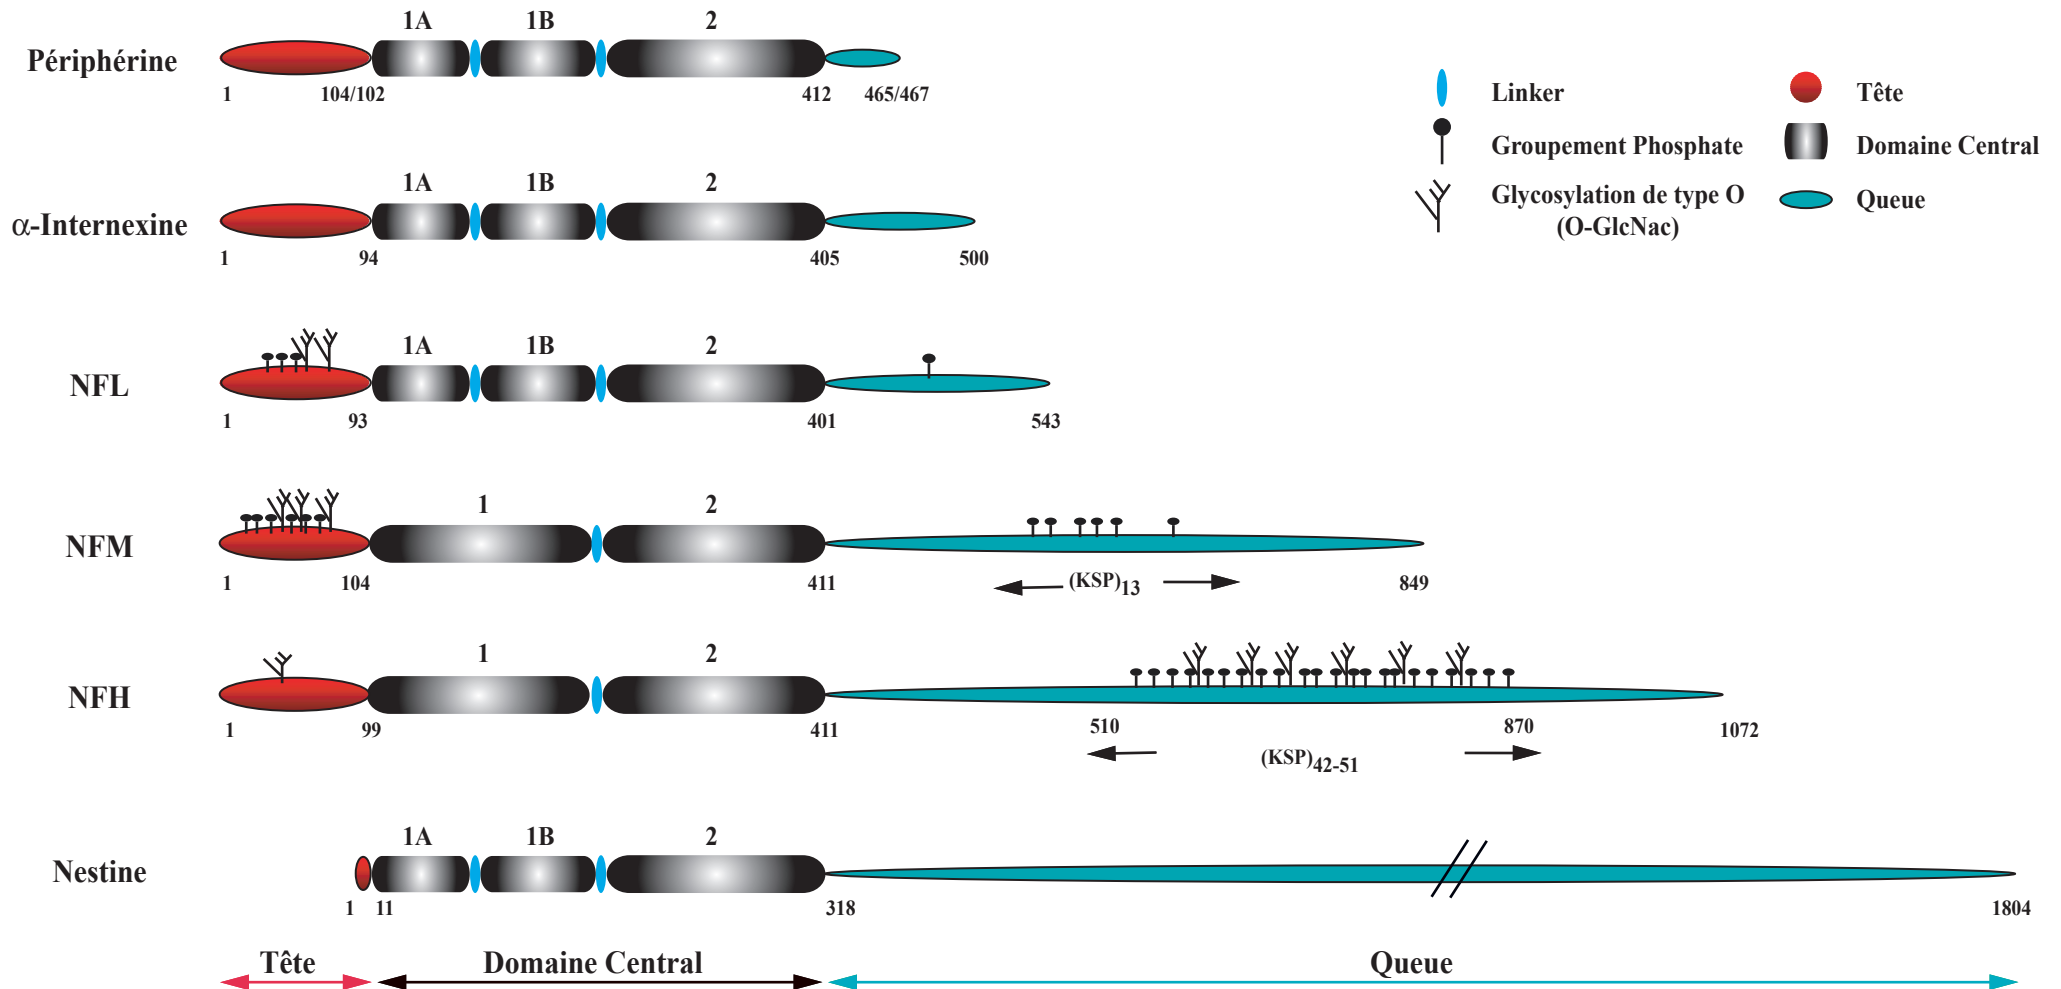 1A 1B 2
Périphérine
1 104/102 412 465/467
Linker Tête
Groupement Phosphate Domaine Central
Glycosylation de type O Queue
(O-GlcNac)
1A 1B 2
α-Internexine
1 94 405 500
1A 1B 2
NFL
1 93 401 543
1 2
NFM
1 104 411 849
(KSP)13
1 2
NFH
1 99 411 510 870 1072
(KSP)42-51
1A 1B 2
Nestine
1 11 318 1804
Tête Domaine Central Queue